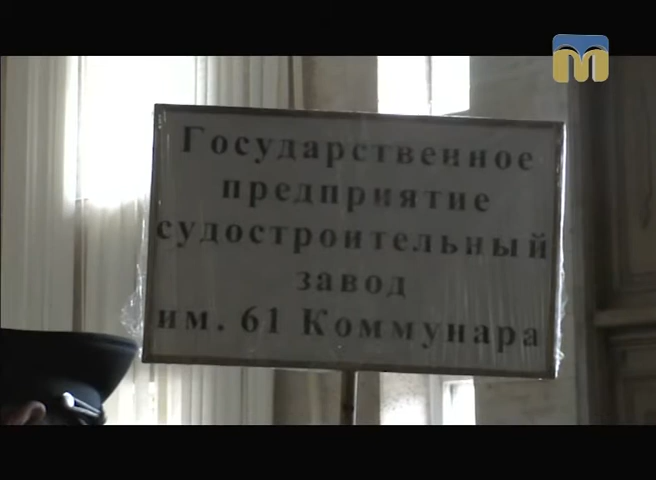 Государственное
предприятие
судостроительный
завод
им. 61 Коммунара